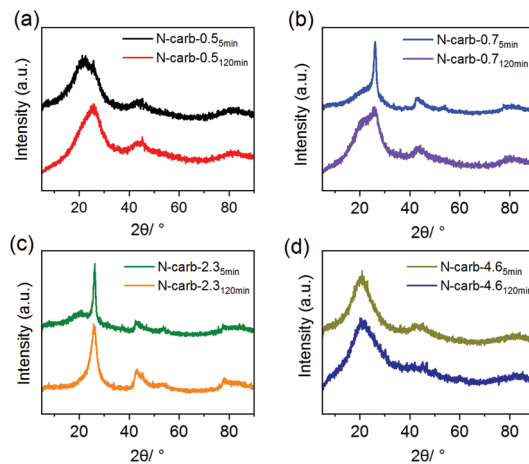 (a)
N-carb-0.5₅ₘᵢₙ
N-carb-0.5₁₂₀ₘᵢₙ
Intensity (a.u.)
20 40 60 80
2θ/ °
(b)
N-carb-0.7₅ₘᵢₙ
N-carb-0.7₁₂₀ₘᵢₙ
Intensity (a.u.)
20 40 60 80
2θ/ °
(c)
N-carb-2.3₅ₘᵢₙ
N-carb-2.3₁₂₀ₘᵢₙ
Intensity (a.u.)
20 40 60 80
2θ/ °
(d)
N-carb-4.6₅ₘᵢₙ
N-carb-4.6₁₂₀ₘᵢₙ
Intensity (a.u.)
20 40 60 80
2θ/ °